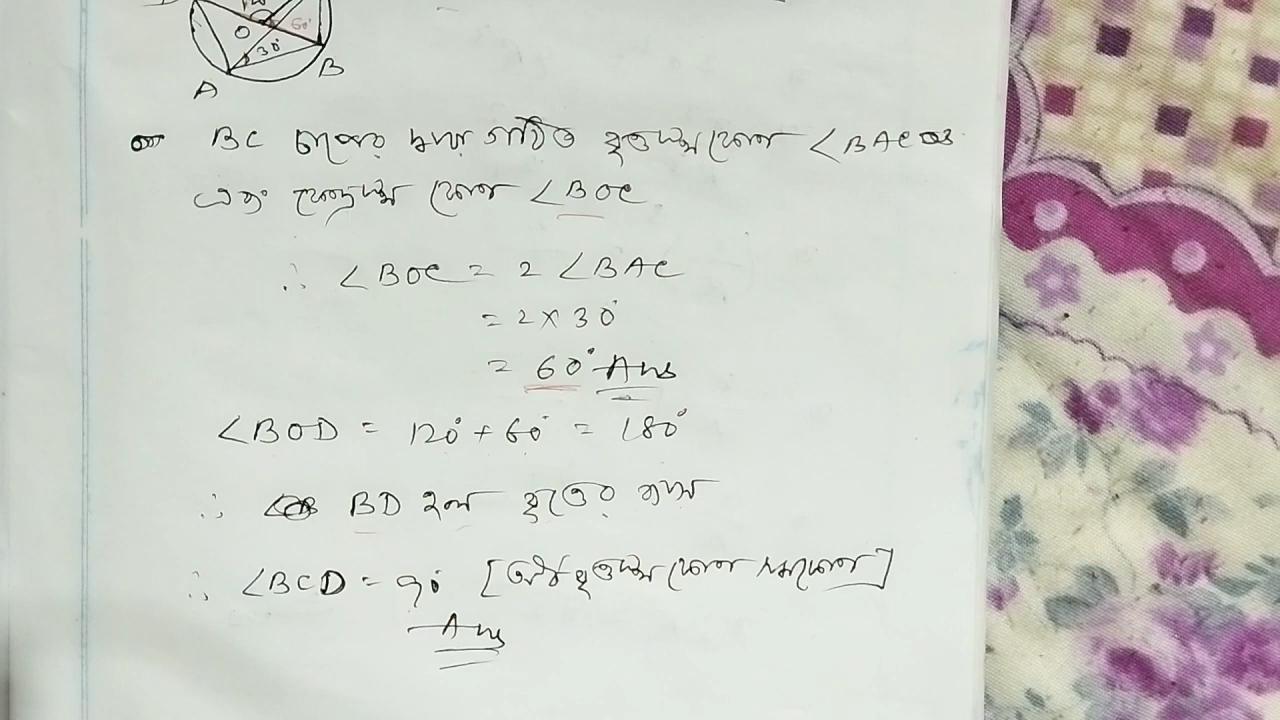 120°
60°
O
30°
A
B
BC চাপের দ্বারা গঠিত বৃত্তস্থ কোণ ∠BAC
এবং কেন্দ্রস্থ কোণ ∠BOC
∴ ∠BOC = 2 ∠BAC
= 2 × 30°
= 60° Ans
∠BOD = 120° + 60° = 180°
∴ BD হল বৃত্তের ব্যাস
∴ ∠BCD = 90° [অর্ধবৃত্তস্থ কোণ সমকোণ]
Ans